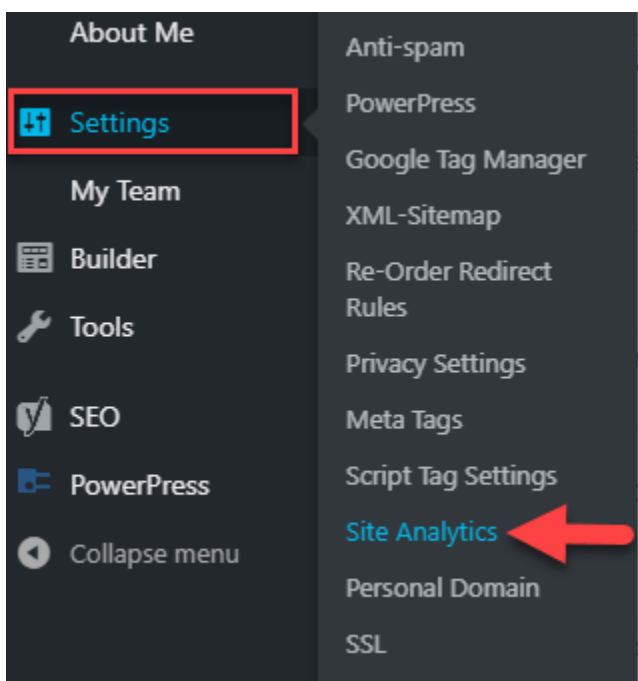 About Me
Settings
My Team
Builder
Tools
SEO
PowerPress
Collapse menu
Anti-spam
PowerPress
Google Tag Manager
XML-Sitemap
Re-Order Redirect
Rules
Privacy Settings
Meta Tags
Script Tag Settings
Site Analytics
Personal Domain
SSL